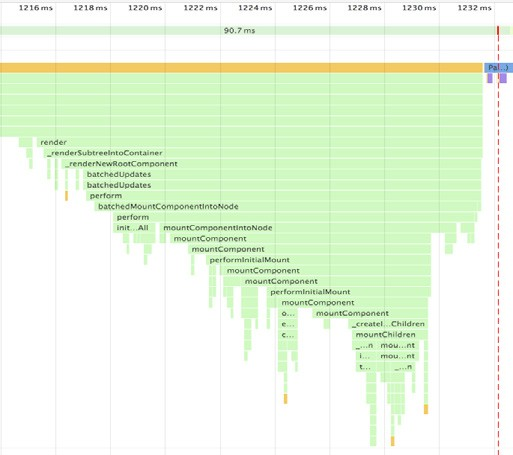 1216 ms 1218 ms 1220 ms 1222 ms 1224 ms 1226 ms 1228 ms 1230 ms 1232 ms
90.7 ms
Pai...)
render
_renderSubtreeIntoContainer
_renderNewRootComponent
batchedUpdates
batchedUpdates
perform
batchedMountComponentIntoNode
perform
init...All mountComponentIntoNode
mountComponent
mountComponent
performInitialMount
mountComponent
mountComponent
performInitialMount
mountComponent
o... mountComponent
e... _createI...Children
c... mountChildren
_...n mou...nt
i... mou...nt
t... _...n